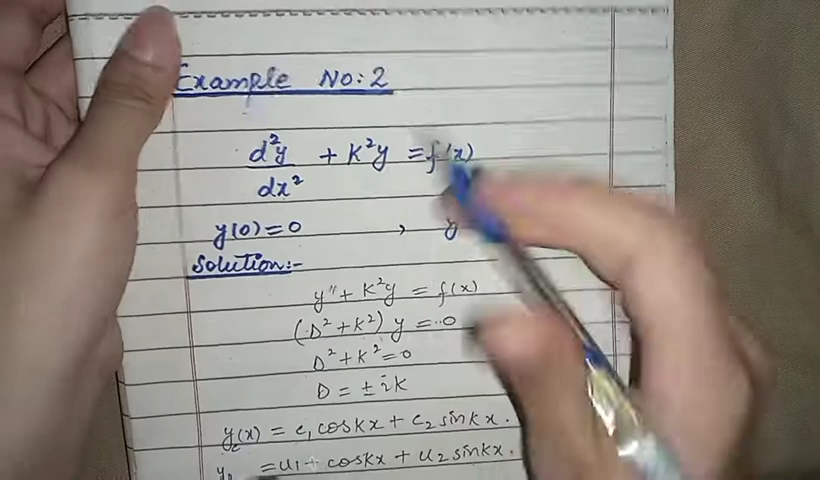 Example No:2
d²y/dx² + K²y = f(x)
y(0) = 0 , y
Solution:-
y'' + K²y = f(x)
(D² + K²) y = 0
D² + K² = 0
D = ± iK
y_c(x) = c₁ cosKx + c₂ sinKx.
= u₁ cosKx + u₂ sinKx.